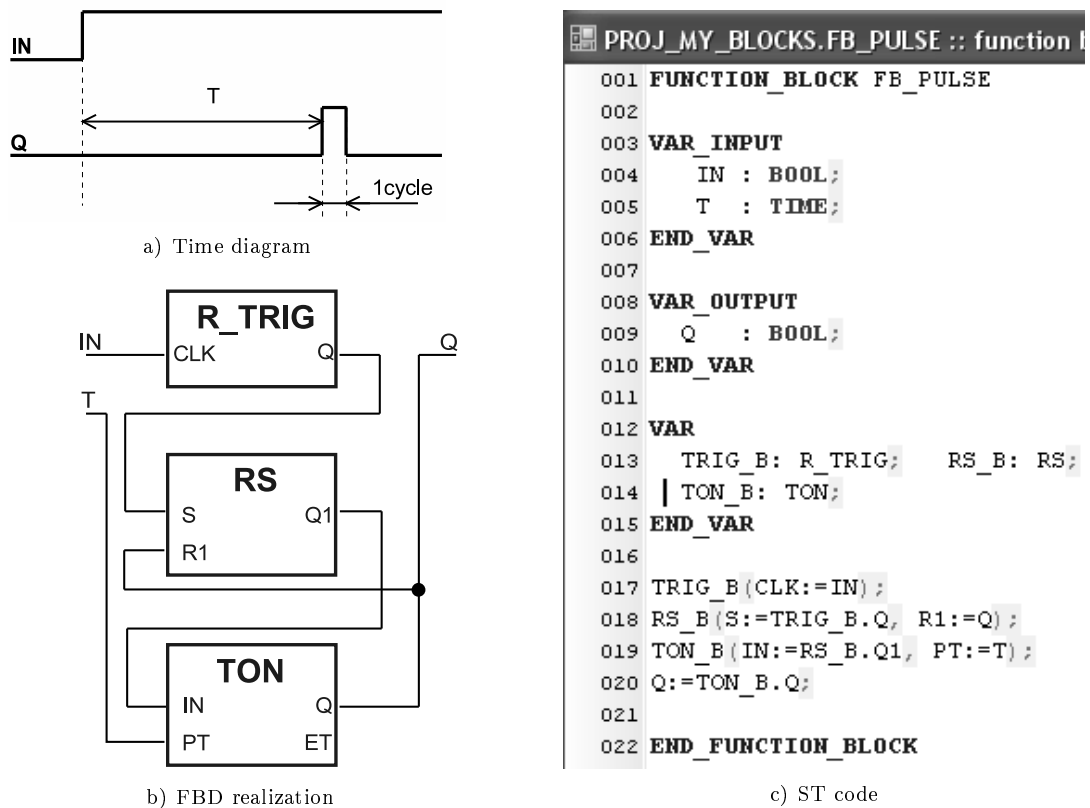 IN
T
Q
1cycle
a) Time diagram
R_TRIG
IN
Q
CLK
Q
T
RS
S
Q1
R1
TON
IN
Q
PT
ET
b) FBD realization
PROJ_MY_BLOCKS.FB_PULSE :: function
001 FUNCTION_BLOCK FB_PULSE
002
003 VAR_INPUT
004 IN : BOOL;
005 T : TIME;
006 END_VAR
007
008 VAR_OUTPUT
009 Q : BOOL;
010 END_VAR
011
012 VAR
013 TRIG_B: R_TRIG; RS_B: RS;
014 TON_B: TON;
015 END_VAR
016
017 TRIG_B(CLK:=IN);
018 RS_B(S:=TRIG_B.Q, R1:=Q);
019 TON_B(IN:=RS_B.Q1, PT:=T);
020 Q:=TON_B.Q;
021
022 END_FUNCTION_BLOCK
c) ST code